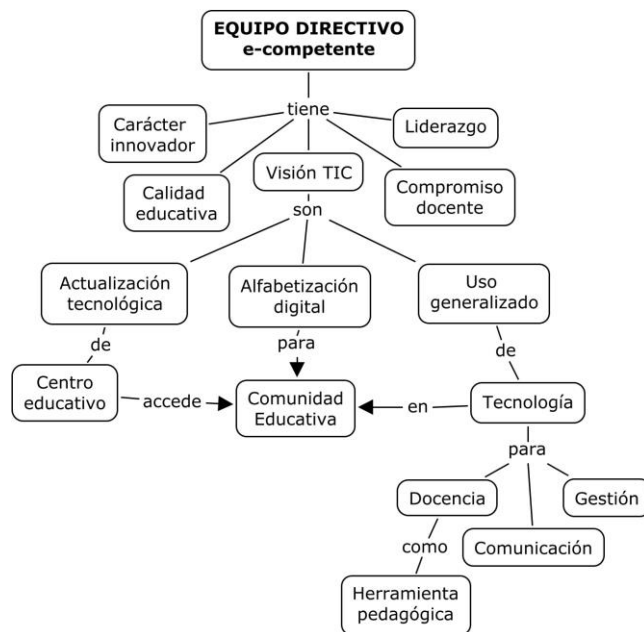 EQUIPO DIRECTIVO
e-competente
tiene
Carácter
innovador
Liderazgo
Calidad
educativa
Visión TIC
Compromiso
docente
son
Actualización
tecnológica
Alfabetización
digital
Uso
generalizado
de
para
de
Centro
educativo
accede
Comunidad
Educativa
en
Tecnología
para
Docencia
Gestión
como
Comunicación
Herramienta
pedagógica